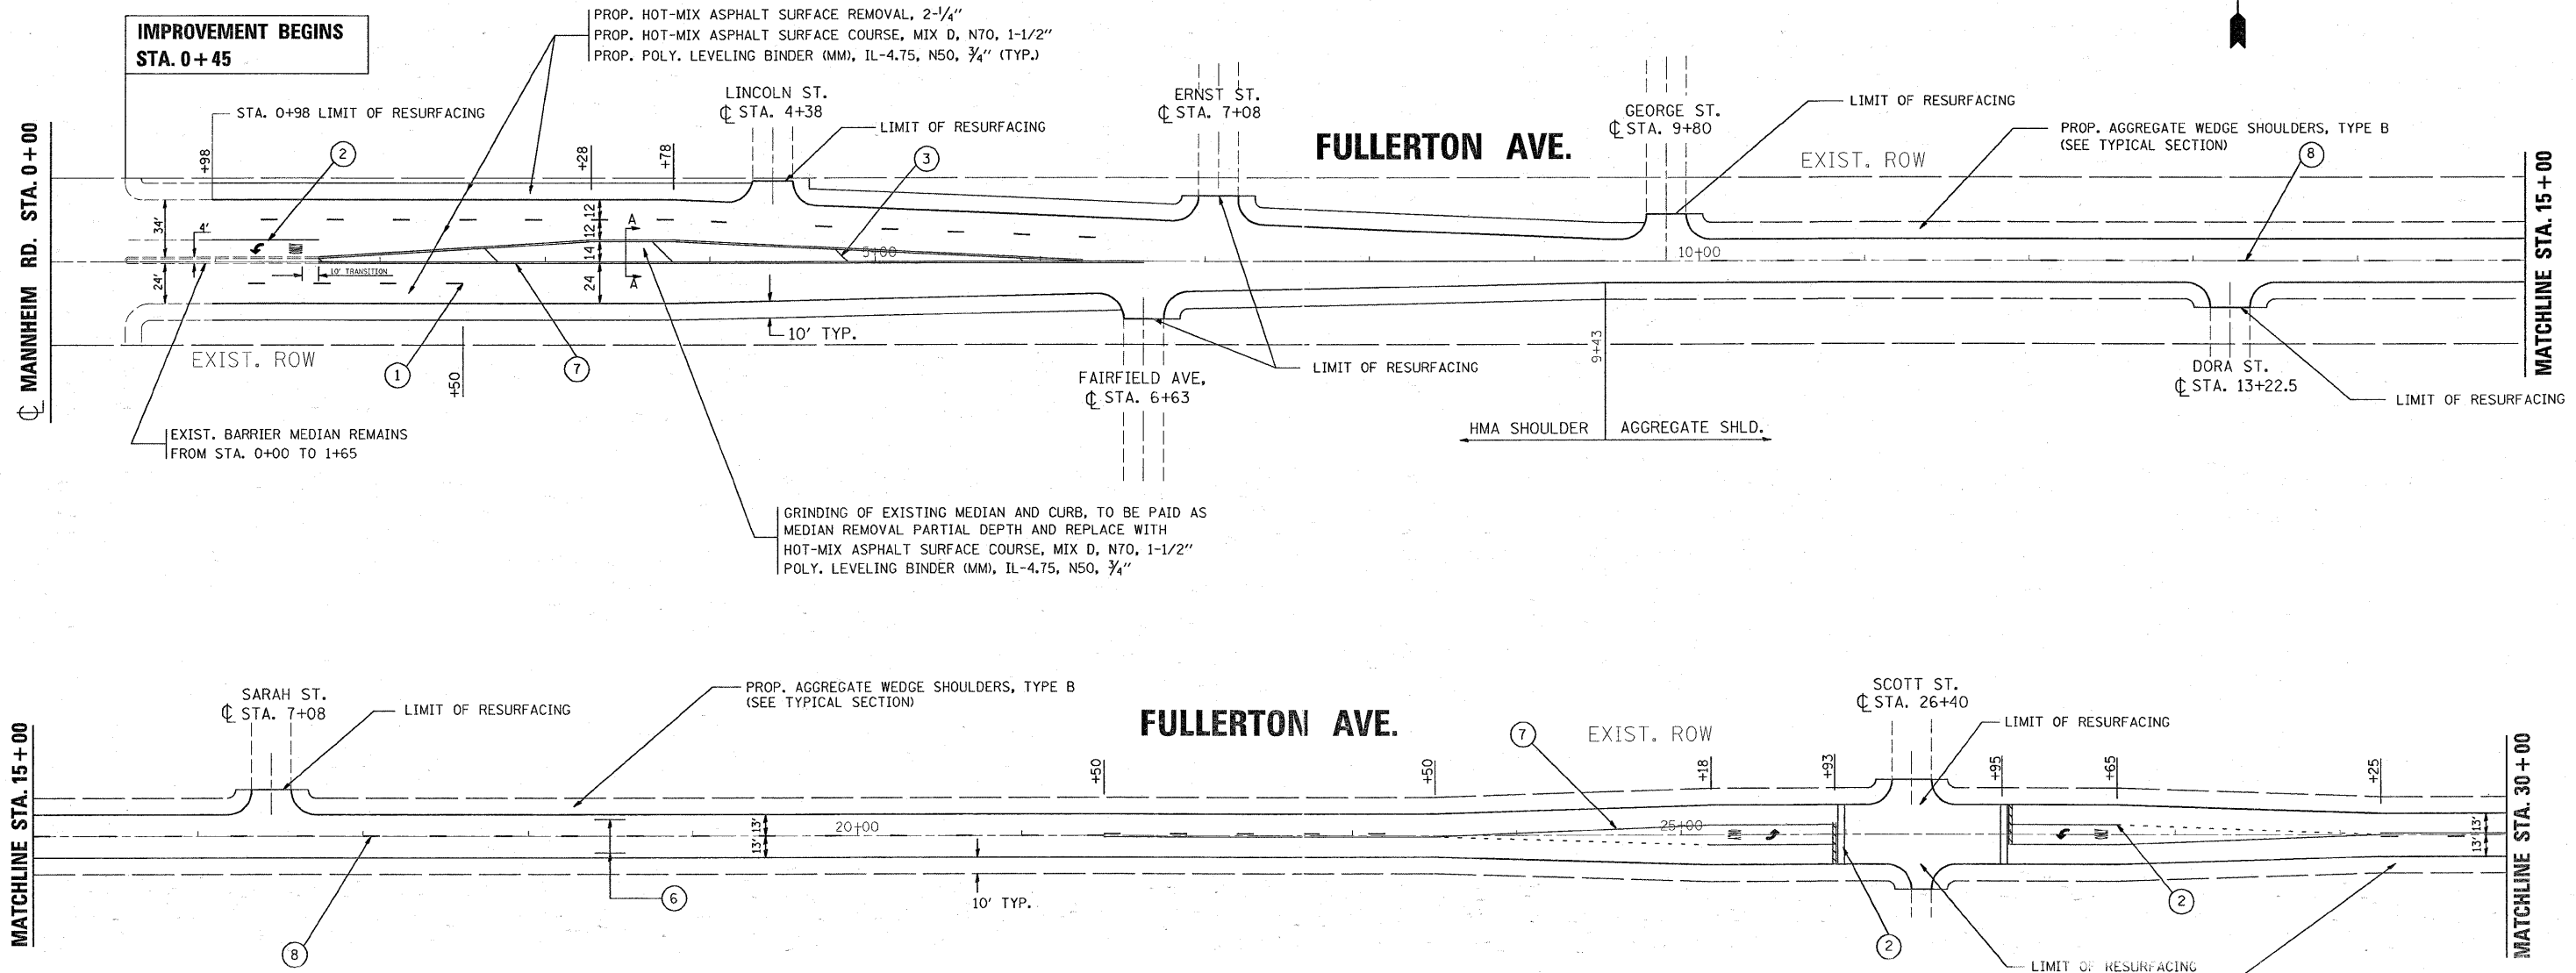 IMPROVEMENT BEGINS
STA. 0+45
PROP. HOT-MIX ASPHALT SURFACE REMOVAL, 2-1/4"
PROP. HOT-MIX ASPHALT SURFACE COURSE, MIX D, N70, 1-1/2"
PROP. POLY. LEVELING BINDER (MM), IL-4.75, N50, 3/4" (TYP.)
STA. 0+98 LIMIT OF RESURFACING
LINCOLN ST.
℄ STA. 4+38
LIMIT OF RESURFACING
ERNST ST.
℄ STA. 7+08
FULLERTON AVE.
GEORGE ST.
℄ STA. 9+80
LIMIT OF RESURFACING
EXIST. ROW
PROP. AGGREGATE WEDGE SHOULDERS, TYPE B
(SEE TYPICAL SECTION)
8
℄ MANNHEIM RD. STA. 0+00
MATCHLINE STA. 15+00
+98
2
+28
+78
3
34'
4'
24'
10' TRANSITION
12
12
14
24
A
A
5+00
10+00
10' TYP.
EXIST. ROW
1
+50
7
EXIST. BARRIER MEDIAN REMAINS
FROM STA. 0+00 TO 1+65
FAIRFIELD AVE,
℄ STA. 6+63
LIMIT OF RESURFACING
9+43
HMA SHOULDER
AGGREGATE SHLD.
DORA ST.
℄ STA. 13+22.5
LIMIT OF RESURFACING
GRINDING OF EXISTING MEDIAN AND CURB, TO BE PAID AS
MEDIAN REMOVAL PARTIAL DEPTH AND REPLACE WITH
HOT-MIX ASPHALT SURFACE COURSE, MIX D, N70, 1-1/2"
POLY. LEVELING BINDER (MM), IL-4.75, N50, 3/4"
MATCHLINE STA. 15+00
SARAH ST.
℄ STA. 7+08
LIMIT OF RESURFACING
PROP. AGGREGATE WEDGE SHOULDERS, TYPE B
(SEE TYPICAL SECTION)
FULLERTON AVE.
7
EXIST. ROW
SCOTT ST.
℄ STA. 26+40
LIMIT OF RESURFACING
+50
+50
+18
+93
+95
+65
+25
MATCHLINE STA. 30+00
13'
13'
20+00
25+00
13'
13'
6
10' TYP.
8
2
2
LIMIT OF RESURFACING